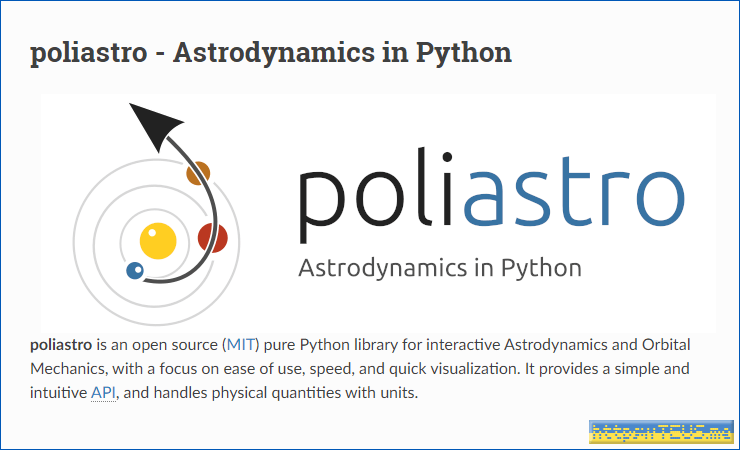 poliastro - Astrodynamics in Python
poliastro
Astrodynamics in Python
poliastro is an open source (MIT) pure Python library for interactive Astrodynamics and Orbital
Mechanics, with a focus on ease of use, speed, and quick visualization. It provides a simple and
intuitive API, and handles physical quantities with units.